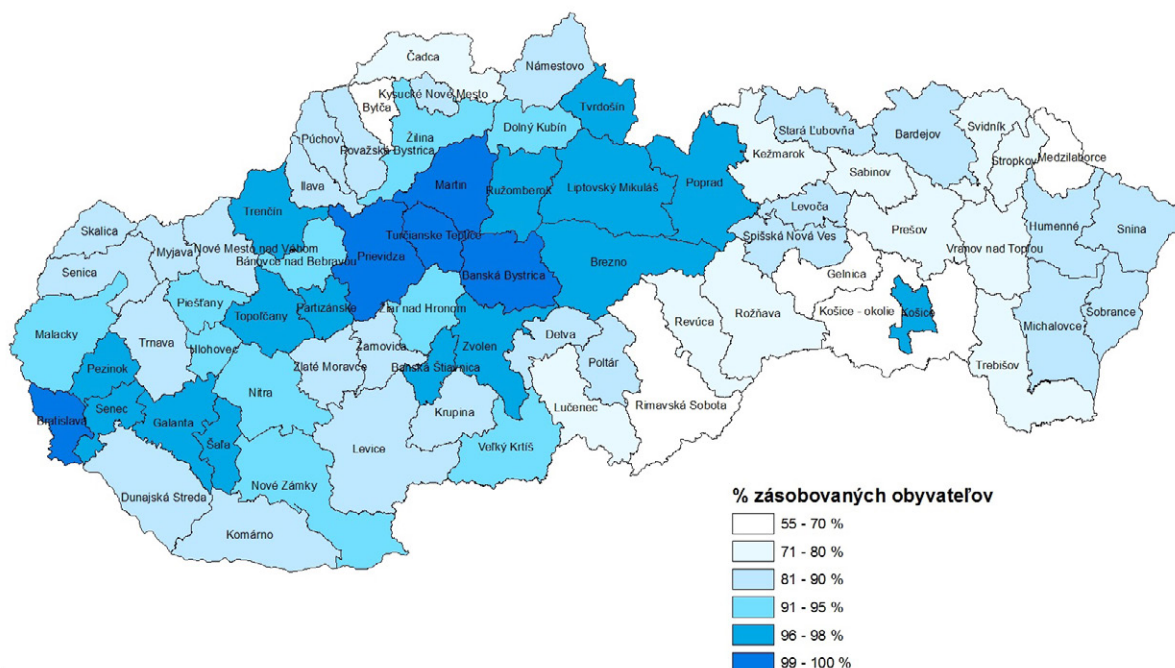 Čadca
Námestovo
Kysucké Nové Mesto
Bytča
Tvrdošín
Púchov
Žilina
Dolný Kubín
Považská Bystrica
Stará Ľubovňa
Bardejov
Svidník
Stropkov
Medzilaborce
Kežmarok
Sabinov
Ilava
Martin
Ružomberok
Liptovský Mikuláš
Poprad
Levoča
Trenčín
Prešov
Humenné
Snina
Skalica
Myjava
Nové Mesto nad Váhom
Turčianske Teplice
Spišská Nová Ves
Vranov nad Topľou
Bánovce nad Bebravou
Prievidza
Brezno
Senica
Banská Bystrica
Gelnica
Piešťany
Partizánske
Žiar nad Hronom
Revúca
Rožňava
Košice - okolie
Košice
Sobrance
Topoľčany
Michalovce
Malacky
Trnava
Hlohovec
Žarnovica
Zvolen
Detva
Zlaté Moravce
Banská Štiavnica
Poltár
Trebišov
Pezinok
Nitra
Bratislava
Senec
Galanta
Krupina
Lučenec
Rimavská Sobota
Šaľa
Levice
Veľký Krtíš
Nové Zámky
Dunajská Streda
Komárno
% zásobovaných obyvateľov
55 - 70 %
71 - 80 %
81 - 90 %
91 - 95 %
96 - 98 %
99 - 100 %